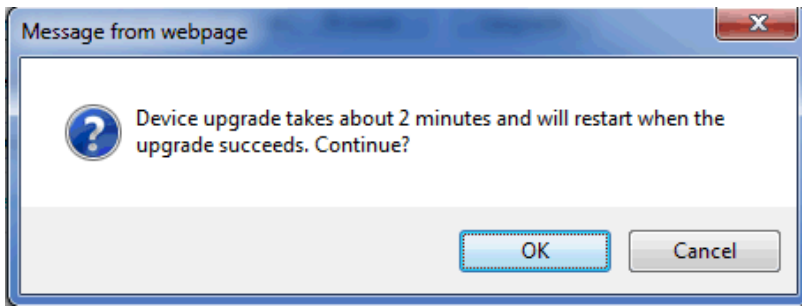 Message from webpage
Device upgrade takes about 2 minutes and will restart when the
upgrade succeeds. Continue?
OK
Cancel